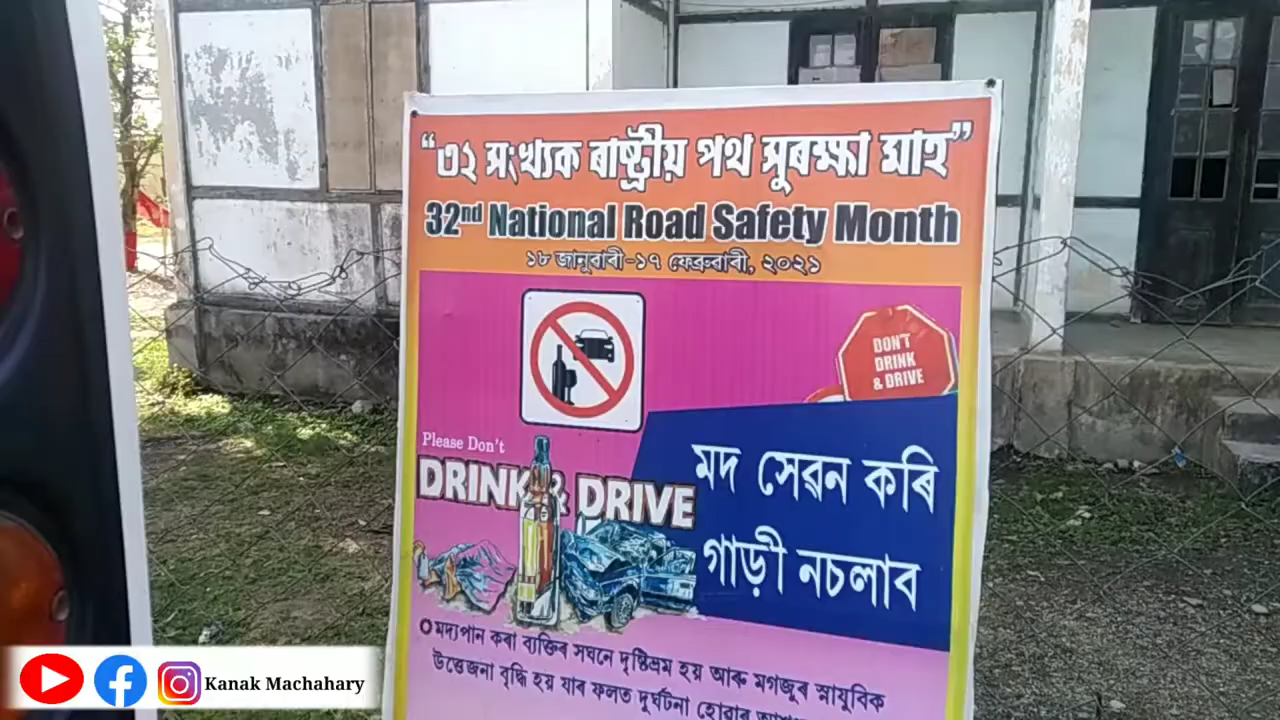 “৩২ সংখ্যক ৰাষ্ট্ৰীয় পথ সুৰক্ষা মাহ”
32nd National Road Safety Month
১৮ জানুৱাৰী-১৭ ফেব্ৰুৱাৰী, ২০২১
DON'T
DRINK
& DRIVE
Please Don't
DRINK & DRIVE
মদ সেৱন কৰি
গাড়ী নচলাব
মদ্যপান কৰা ব্যক্তিৰ সঘনে দৃষ্টিভ্ৰম হয় আৰু মগজুৰ স্নায়ুবিক
উত্তেজনা বৃদ্ধি হয় যাৰ ফলত দুৰ্ঘটনা হোৱাৰ
Kanak Machahary